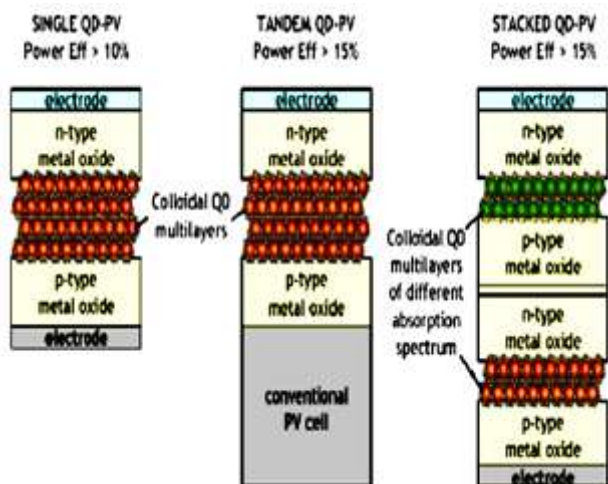 SINGLE QD-PV
Power Eff > 10%
electrode
n-type
metal oxide
p-type
metal oxide
electrode
Colloidal QD
multilayers
TANDEM QD-PV
Power Eff > 15%
electrode
n-type
metal oxide
p-type
metal oxide
conventional
PV cell
Colloidal QD
multilayers
of different
absorption
spectrum
STACKED QD-PV
Power Eff > 15%
electrode
n-type
metal oxide
p-type
metal oxide
n-type
metal oxide
p-type
metal oxide
electrode